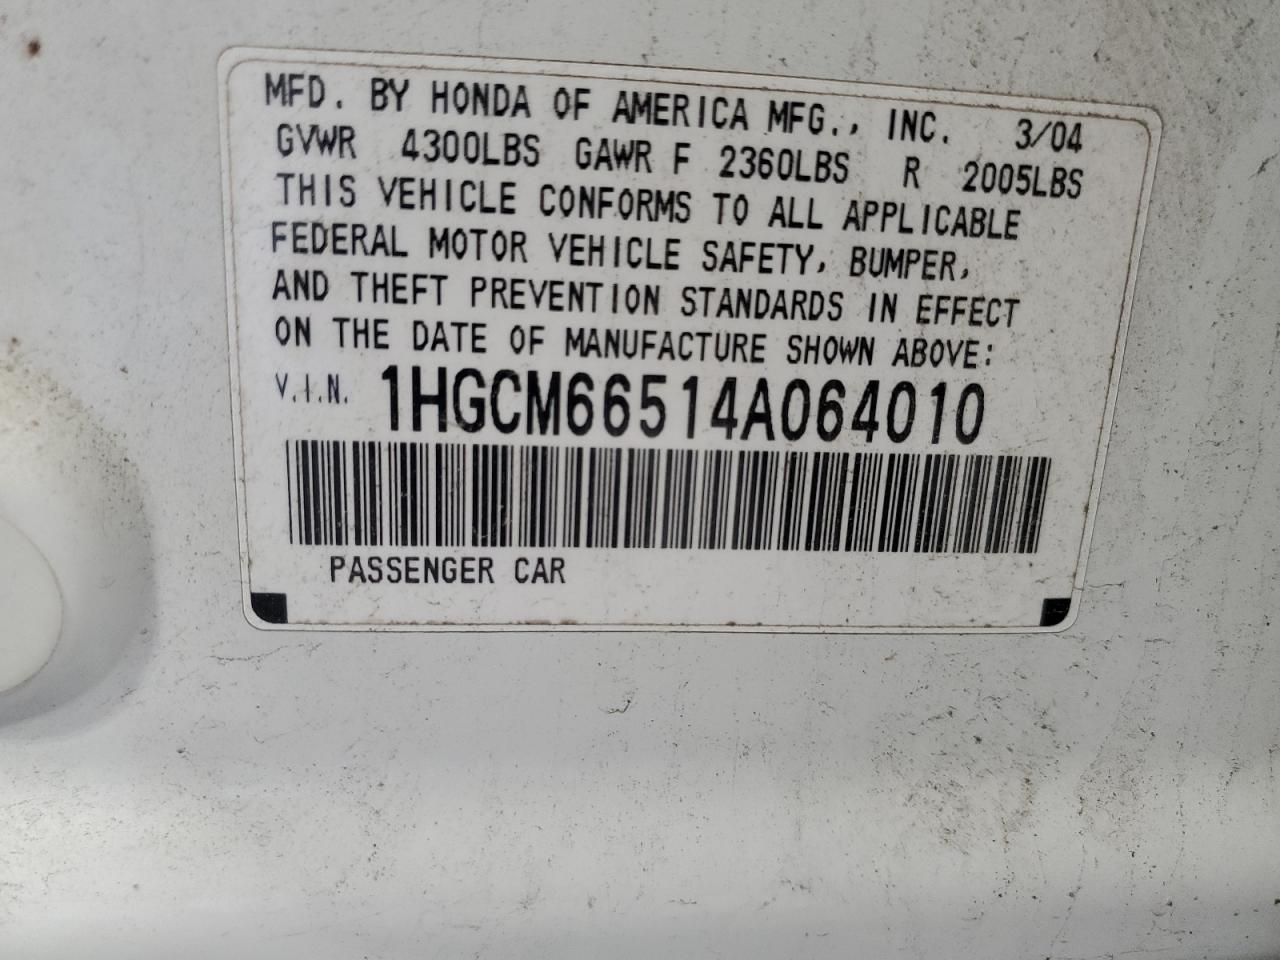 MFD. BY HONDA OF AMERICA MFG., INC. 3/04
GVWR 4300LBS GAWR F 2360LBS R 2005LBS
THIS VEHICLE CONFORMS TO ALL APPLICABLE
FEDERAL MOTOR VEHICLE SAFETY, BUMPER,
AND THEFT PREVENTION STANDARDS IN EFFECT
ON THE DATE OF MANUFACTURE SHOWN ABOVE:
V.I.N. 1HGCM66514A064010
PASSENGER CAR